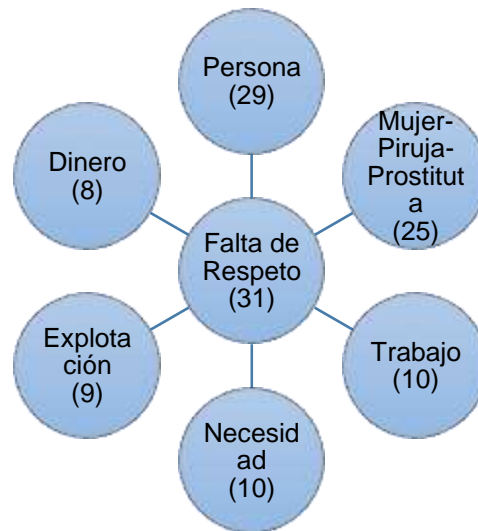 Persona
(29)
Mujer-
Piruja-
Prostitut
a
(25)
Dinero
(8)
Falta de
Respeto
(31)
Explota
ción
(9)
Trabajo
(10)
Necesid
ad
(10)